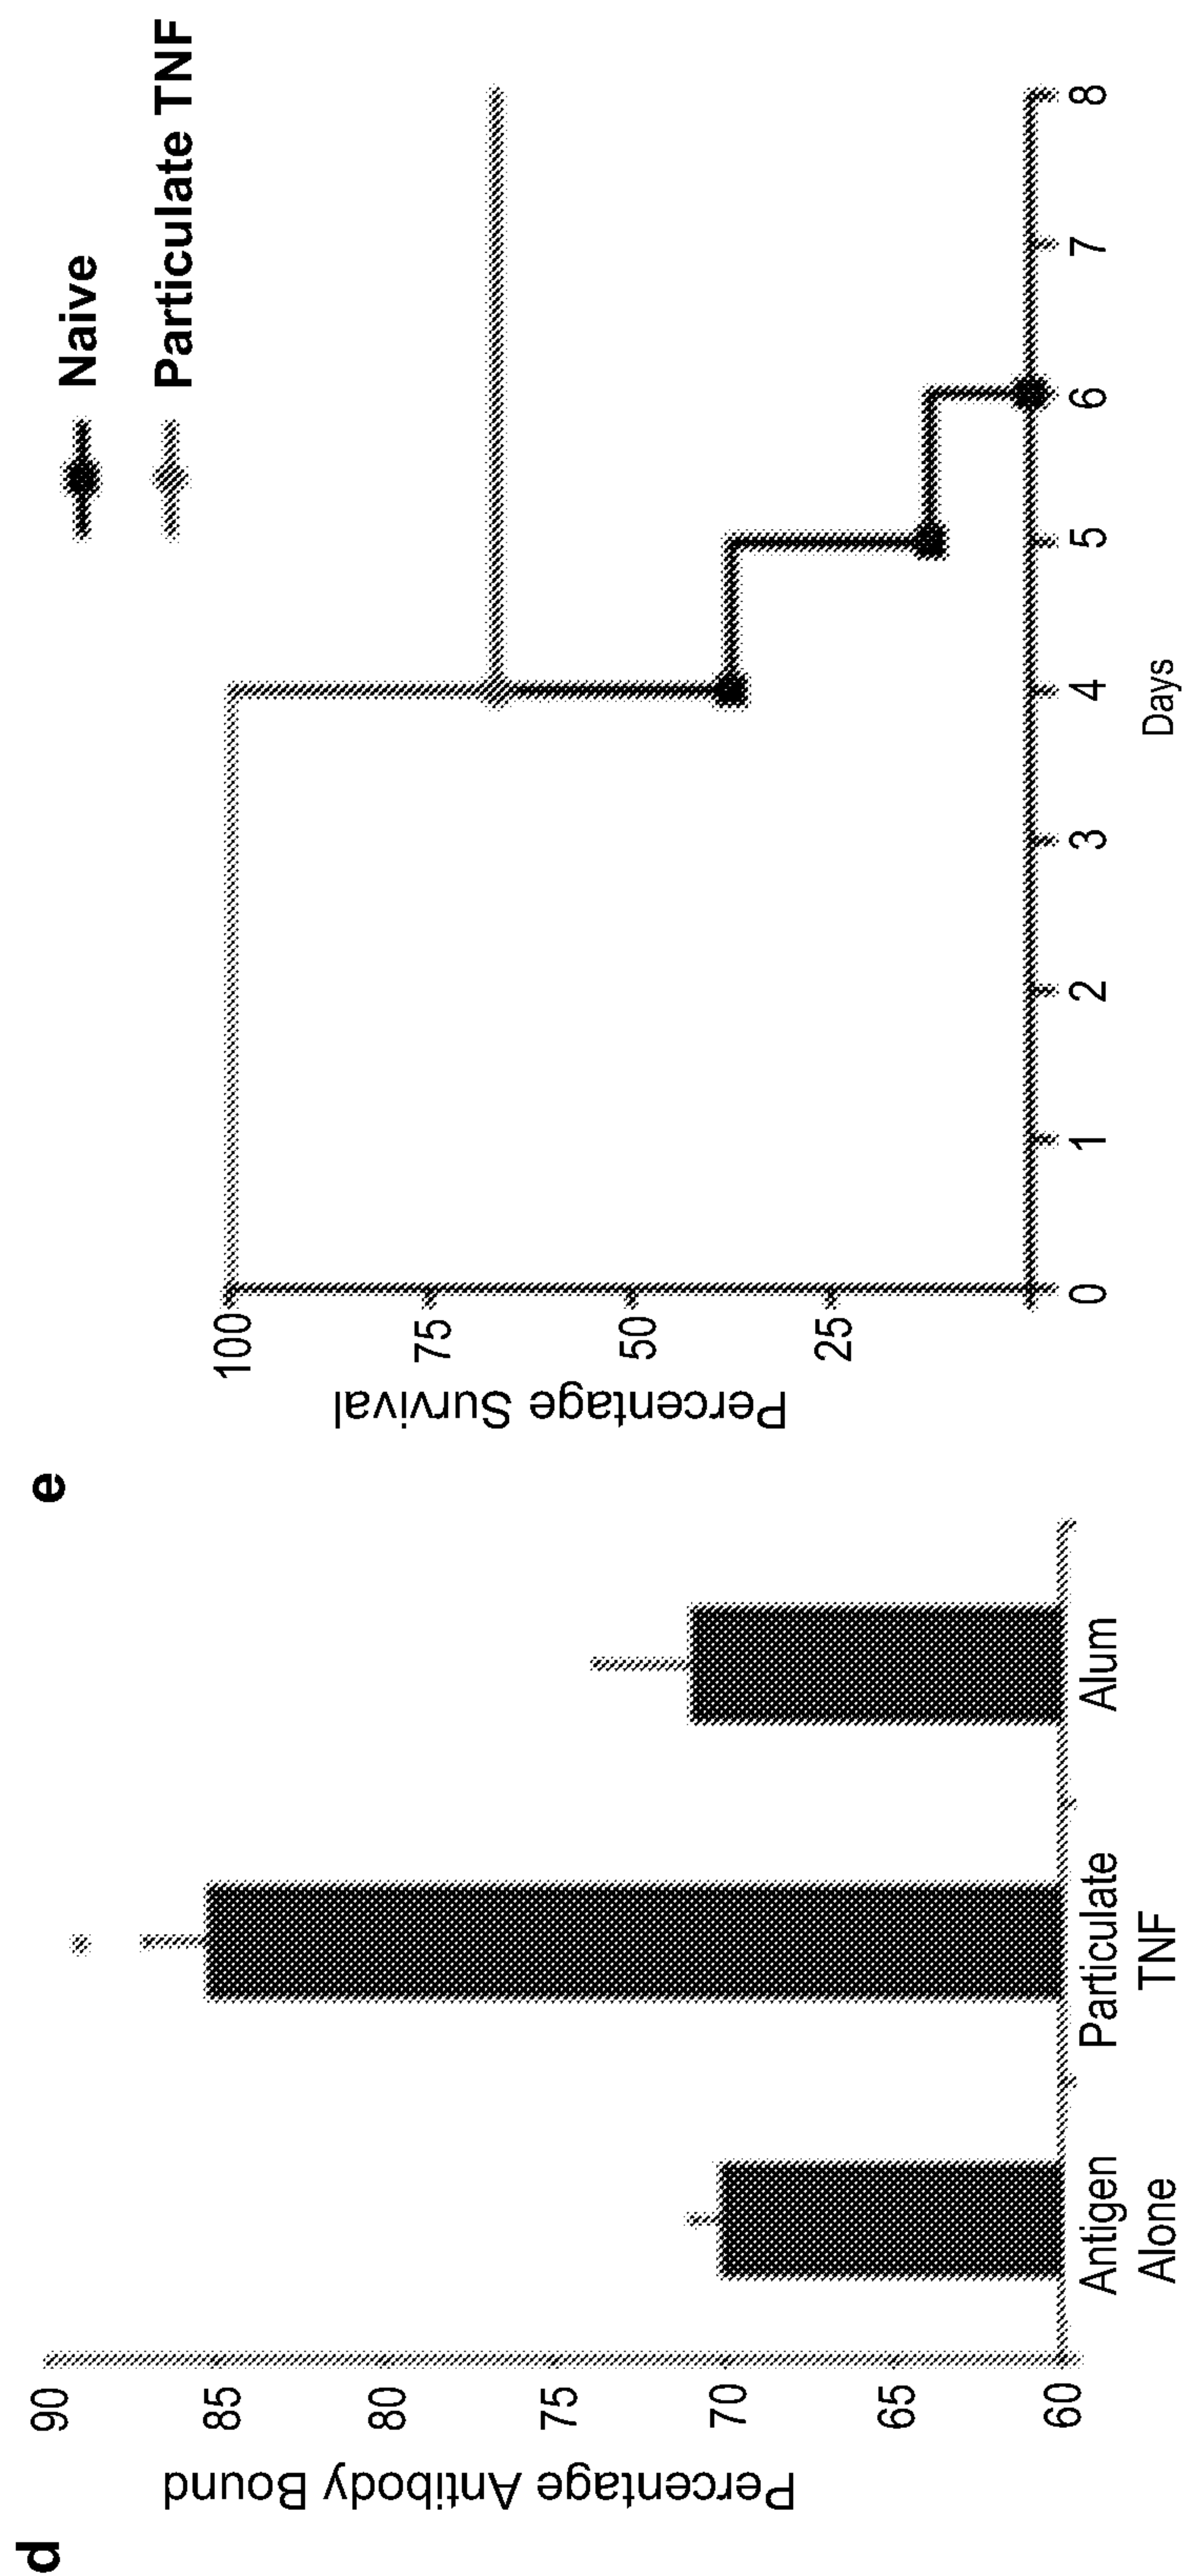 d
Percentage Antibody Bound
90
85
80
75
70
65
60
*
Antigen
Alone
Particulate
TNF
Alum
e
Naive
Particulate TNF
Percentage Survival
100
75
50
25
0
1
2
3
4
5
6
7
8
Days